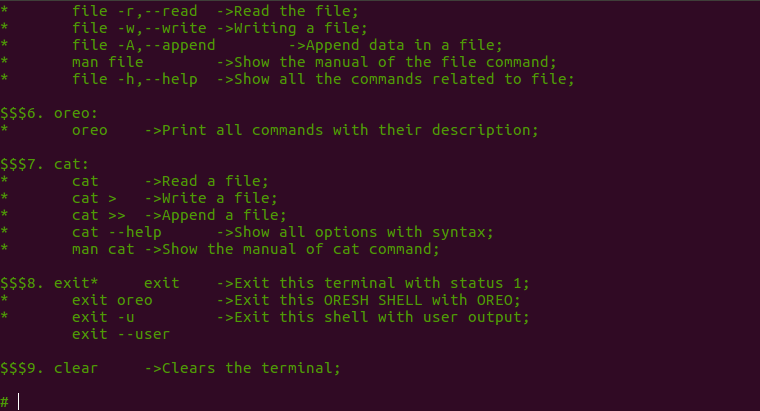 *       file -r,--read  ->Read the file;
*       file -w,--write ->Writing a file;
*       file -A,--append        ->Append data in a file;
*       man file        ->Show the manual of the file command;
*       file -h,--help  ->Show all the commands related to file;
$$$6. oreo:
*       oreo    ->Print all commands with their description;
$$$7. cat:
*       cat     ->Read a file;
*       cat >   ->Write a file;
*       cat >>  ->Append a file;
*       cat --help      ->Show all options with syntax;
*       man cat ->Show the manual of cat command;
$$$8. exit*     exit    ->Exit this terminal with status 1;
*       exit oreo       ->Exit this ORESH SHELL with OREO;
*       exit -u         ->Exit this shell with user output;
        exit --user
$$$9. clear     ->Clears the terminal;
#